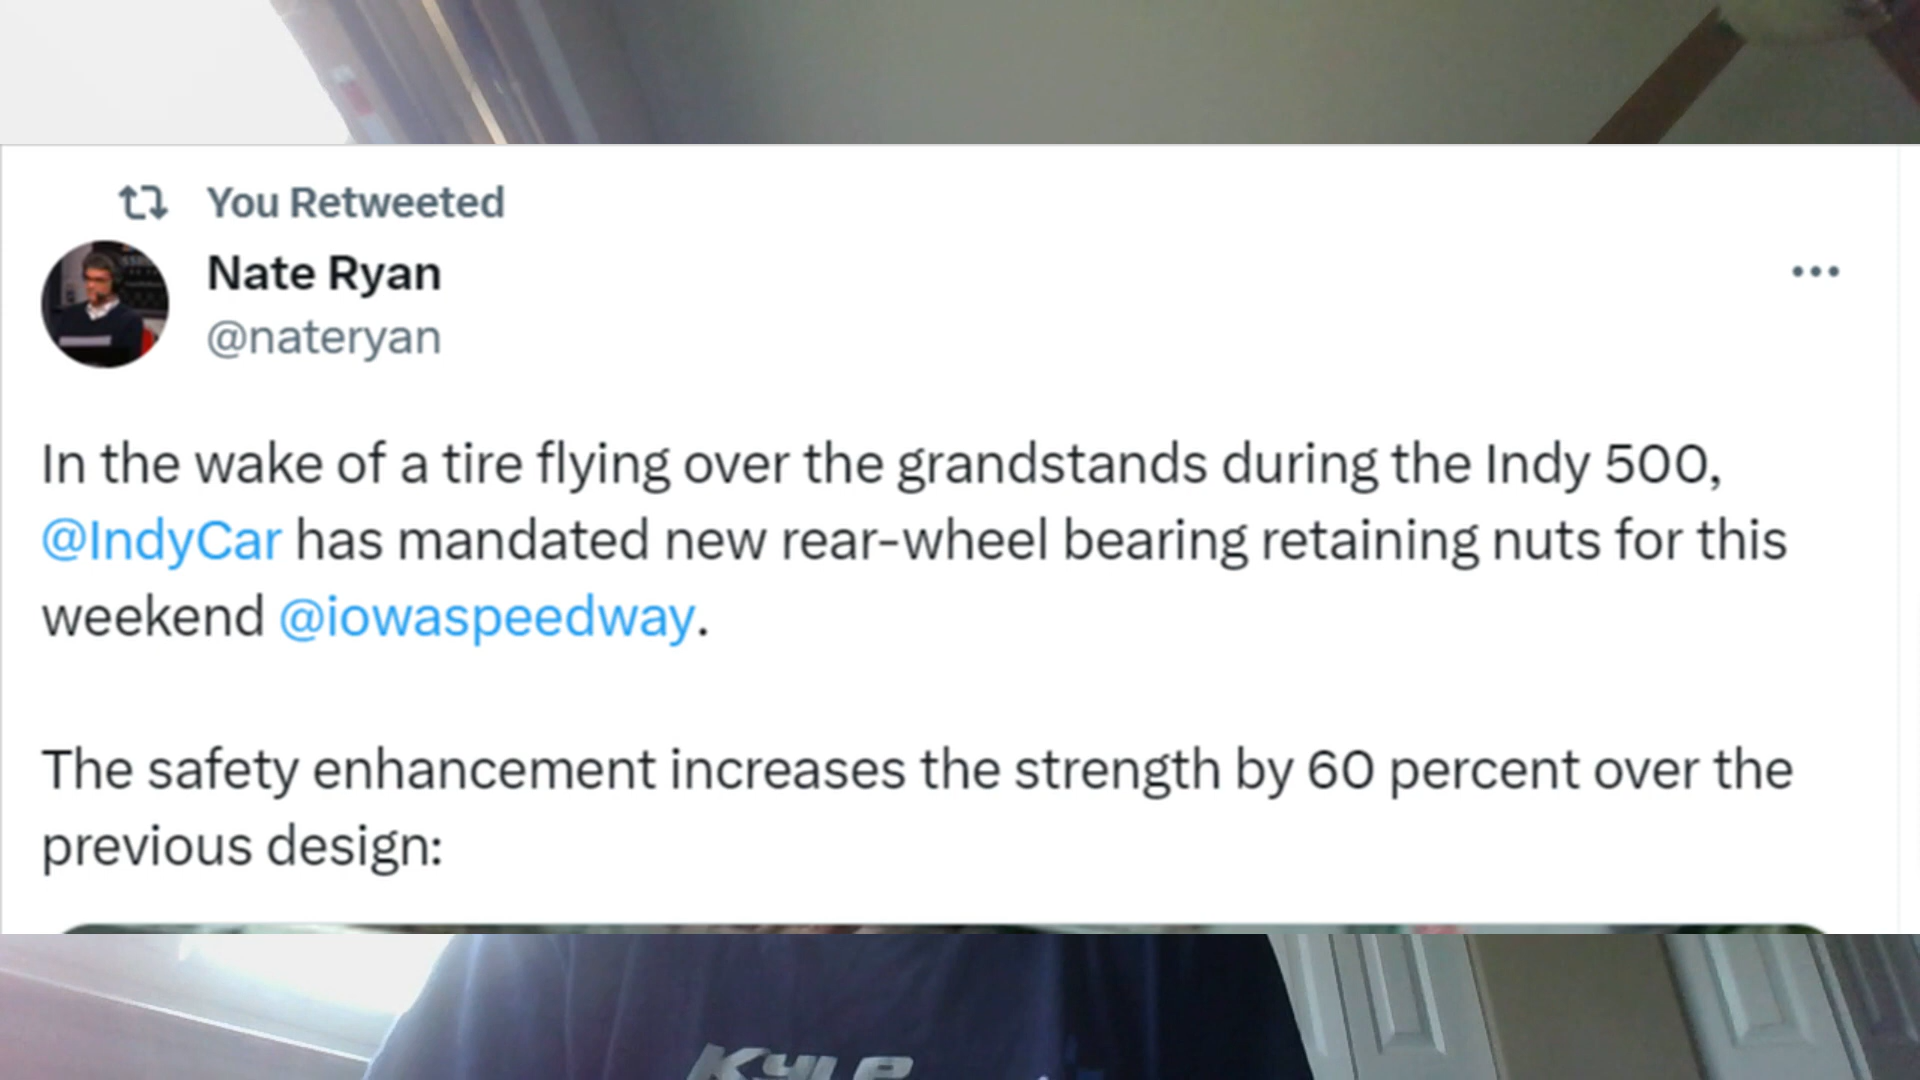 You Retweeted
Nate Ryan
@nateryan
In the wake of a tire flying over the grandstands during the Indy 500,
@IndyCar has mandated new rear-wheel bearing retaining nuts for this
weekend @iowaspeedway.
The safety enhancement increases the strength by 60 percent over the
previous design:
KYLE